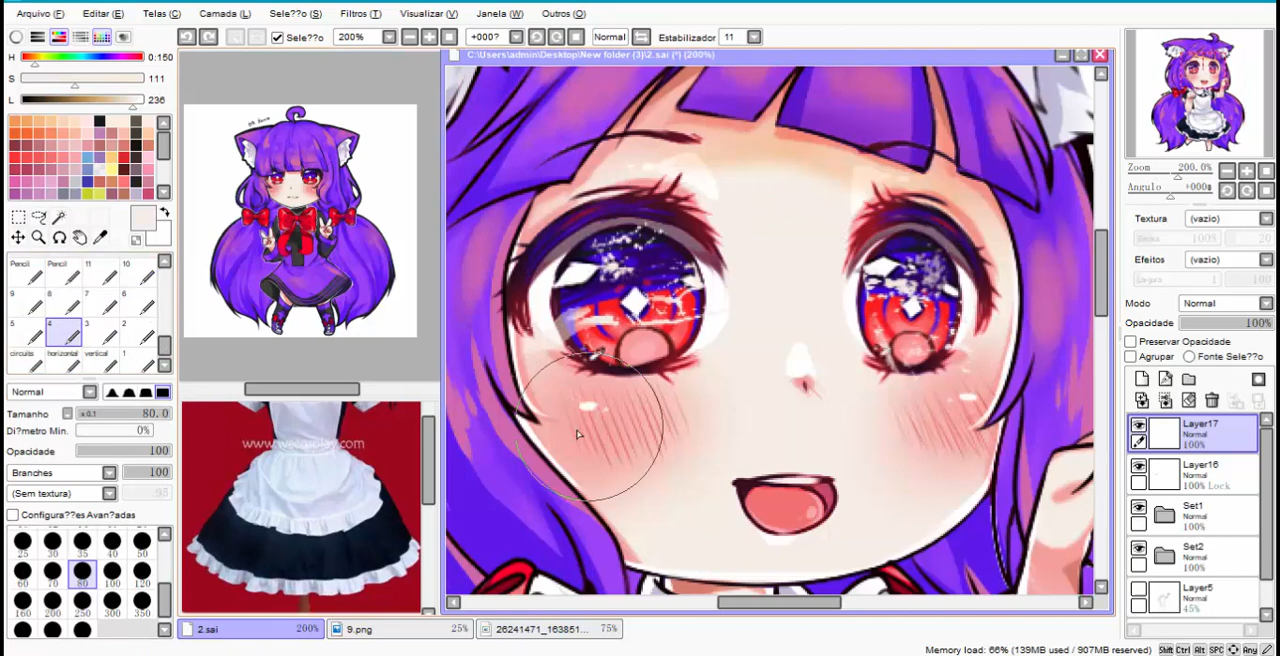 Arquivo (F) Editar (E) Telas (C) Camada (L) Sele??o (S) Filtros (T) Visualizar (V) Janela (W) Outros (O)
Sele??o 200% +000? Normal Estabilizador 11
C:\Users\admin\Desktop\New folder (3)\2.sai (*) (200%)
H 0:150
S 111
L 236
Zoom 200.0%
Angulo +000
Textura (vazio)
100% 20
Efeitos (vazio)
1 100
Modo Normal
Opacidade 100%
Preservar Opacidade
Agrupar Fonte Sele??o
Pencil Pencil 11 10
9 8 7 6
5 4 3 2
circuits horizontal vertical 1
Normal
Tamanho x 0.1 80.0
Di?metro Min. 0%
Opacidade 100
Branches 100
(Sem textura) 95
Configura??es Avan?adas
25 30 35 40 50
60 70 80 100 120
160 200 250 300 350
www.wecosplay.com
Layer17
Normal
100%
Layer16
Normal
100% Lock
Set1
Normal
100%
Set2
Normal
100%
Layer5
Normal
45%
2.sai 200% 9.png 25% 26241471_163851... 75%
Memory load: 66% (139MB used / 907MB reserved) Shift Ctrl Alt SPC Any